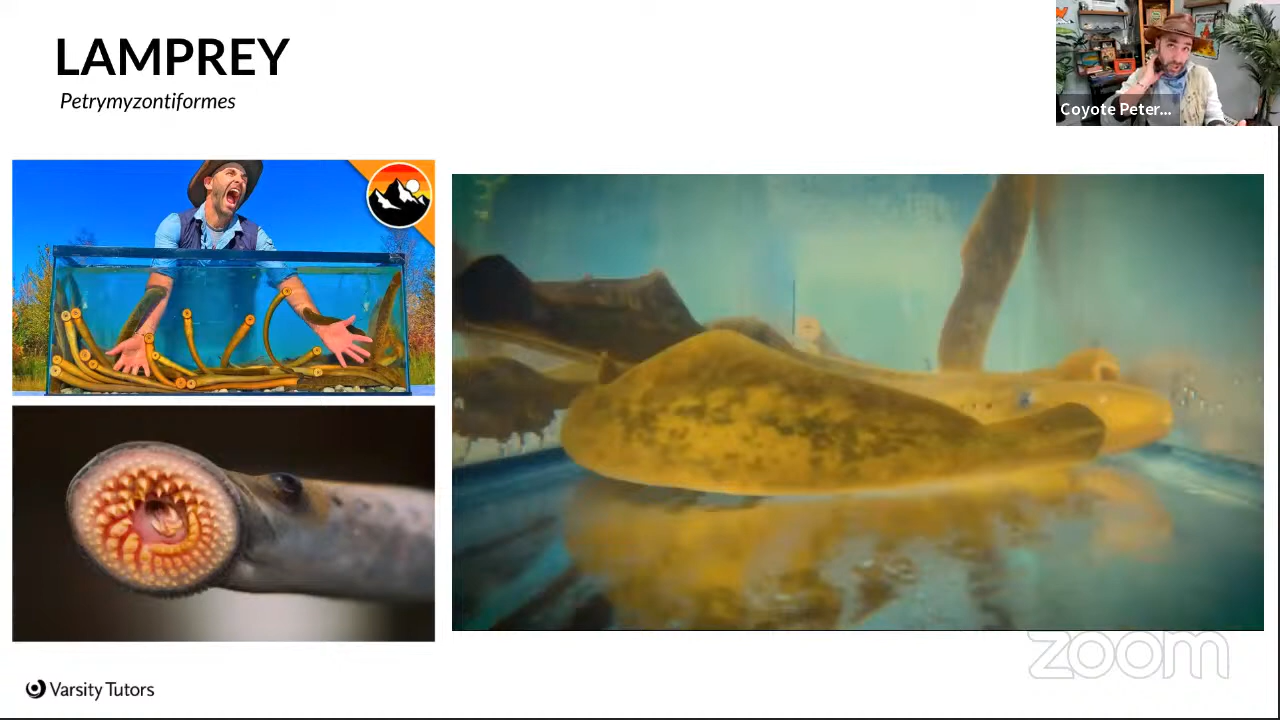 LAMPREY
Petrymyzontiformes
Coyote Peter...
Varsity Tutors
zoom